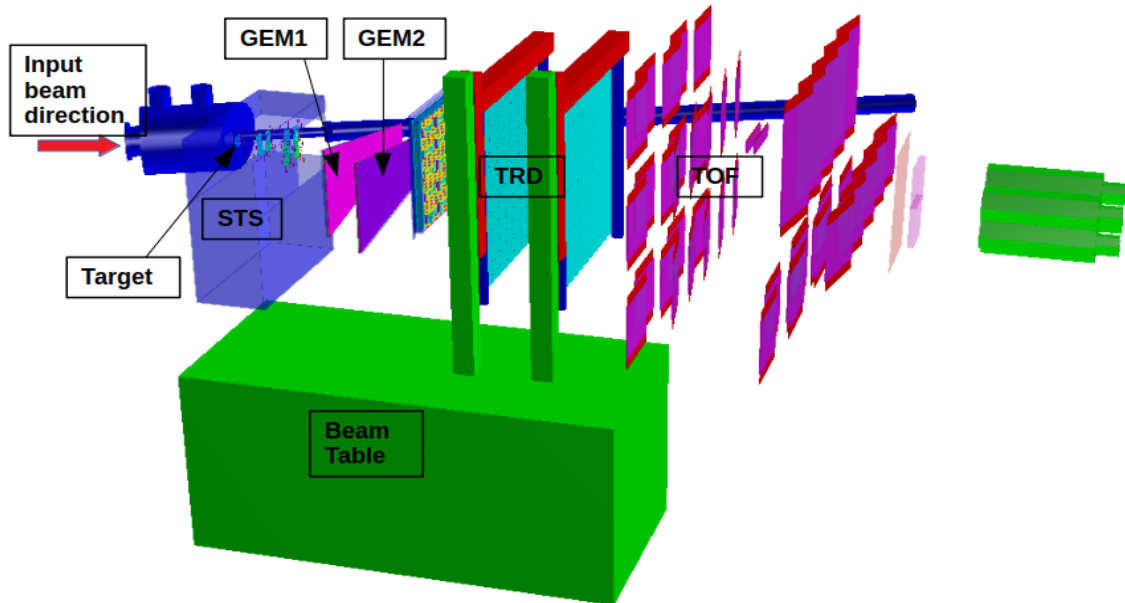 GEM1
GEM2
Input
beam
direction
TRD
TOF
STS
Target
Beam
Table